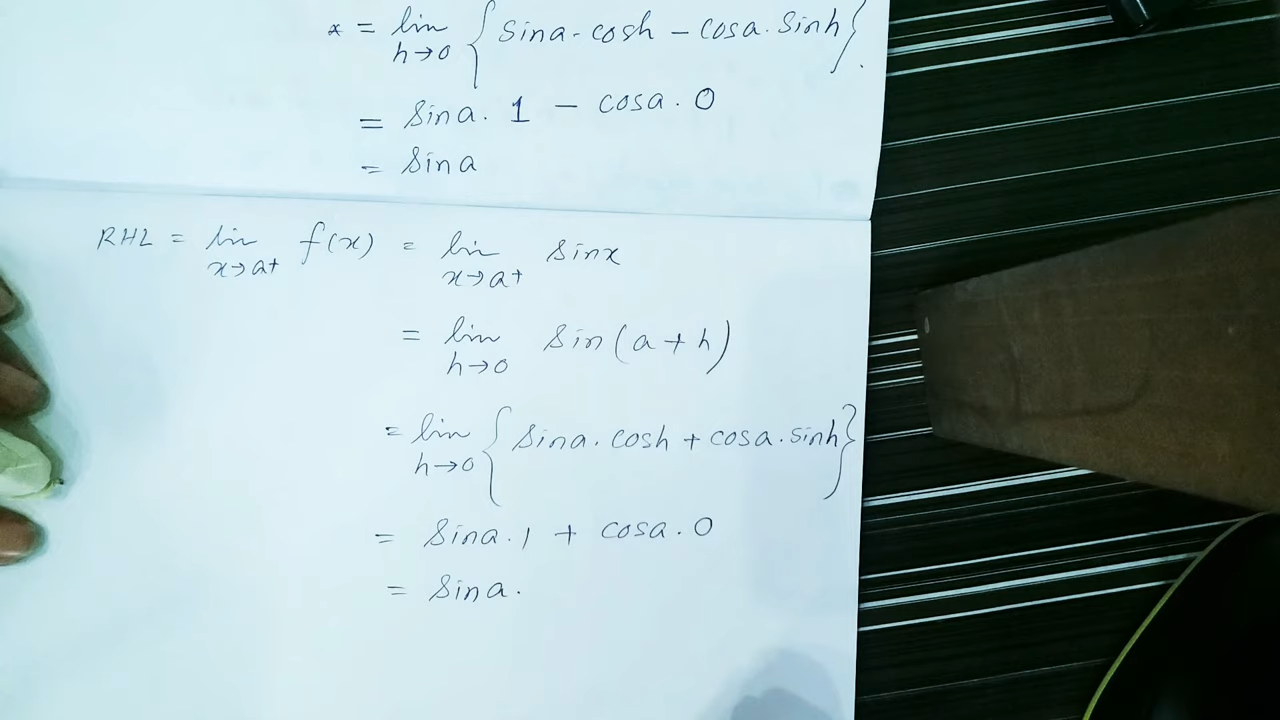 * = lim h→0 { sina · cosh − cosa · sinh }.
= sina. 1 − cosa. 0
= sina
RHL = lim x→a+ f(x) = lim x→a+ sinx
= lim h→0 sin(a+h)
= lim h→0 { sina · cosh + cosa · sinh }
= sina . 1 + cosa . 0
= sina .